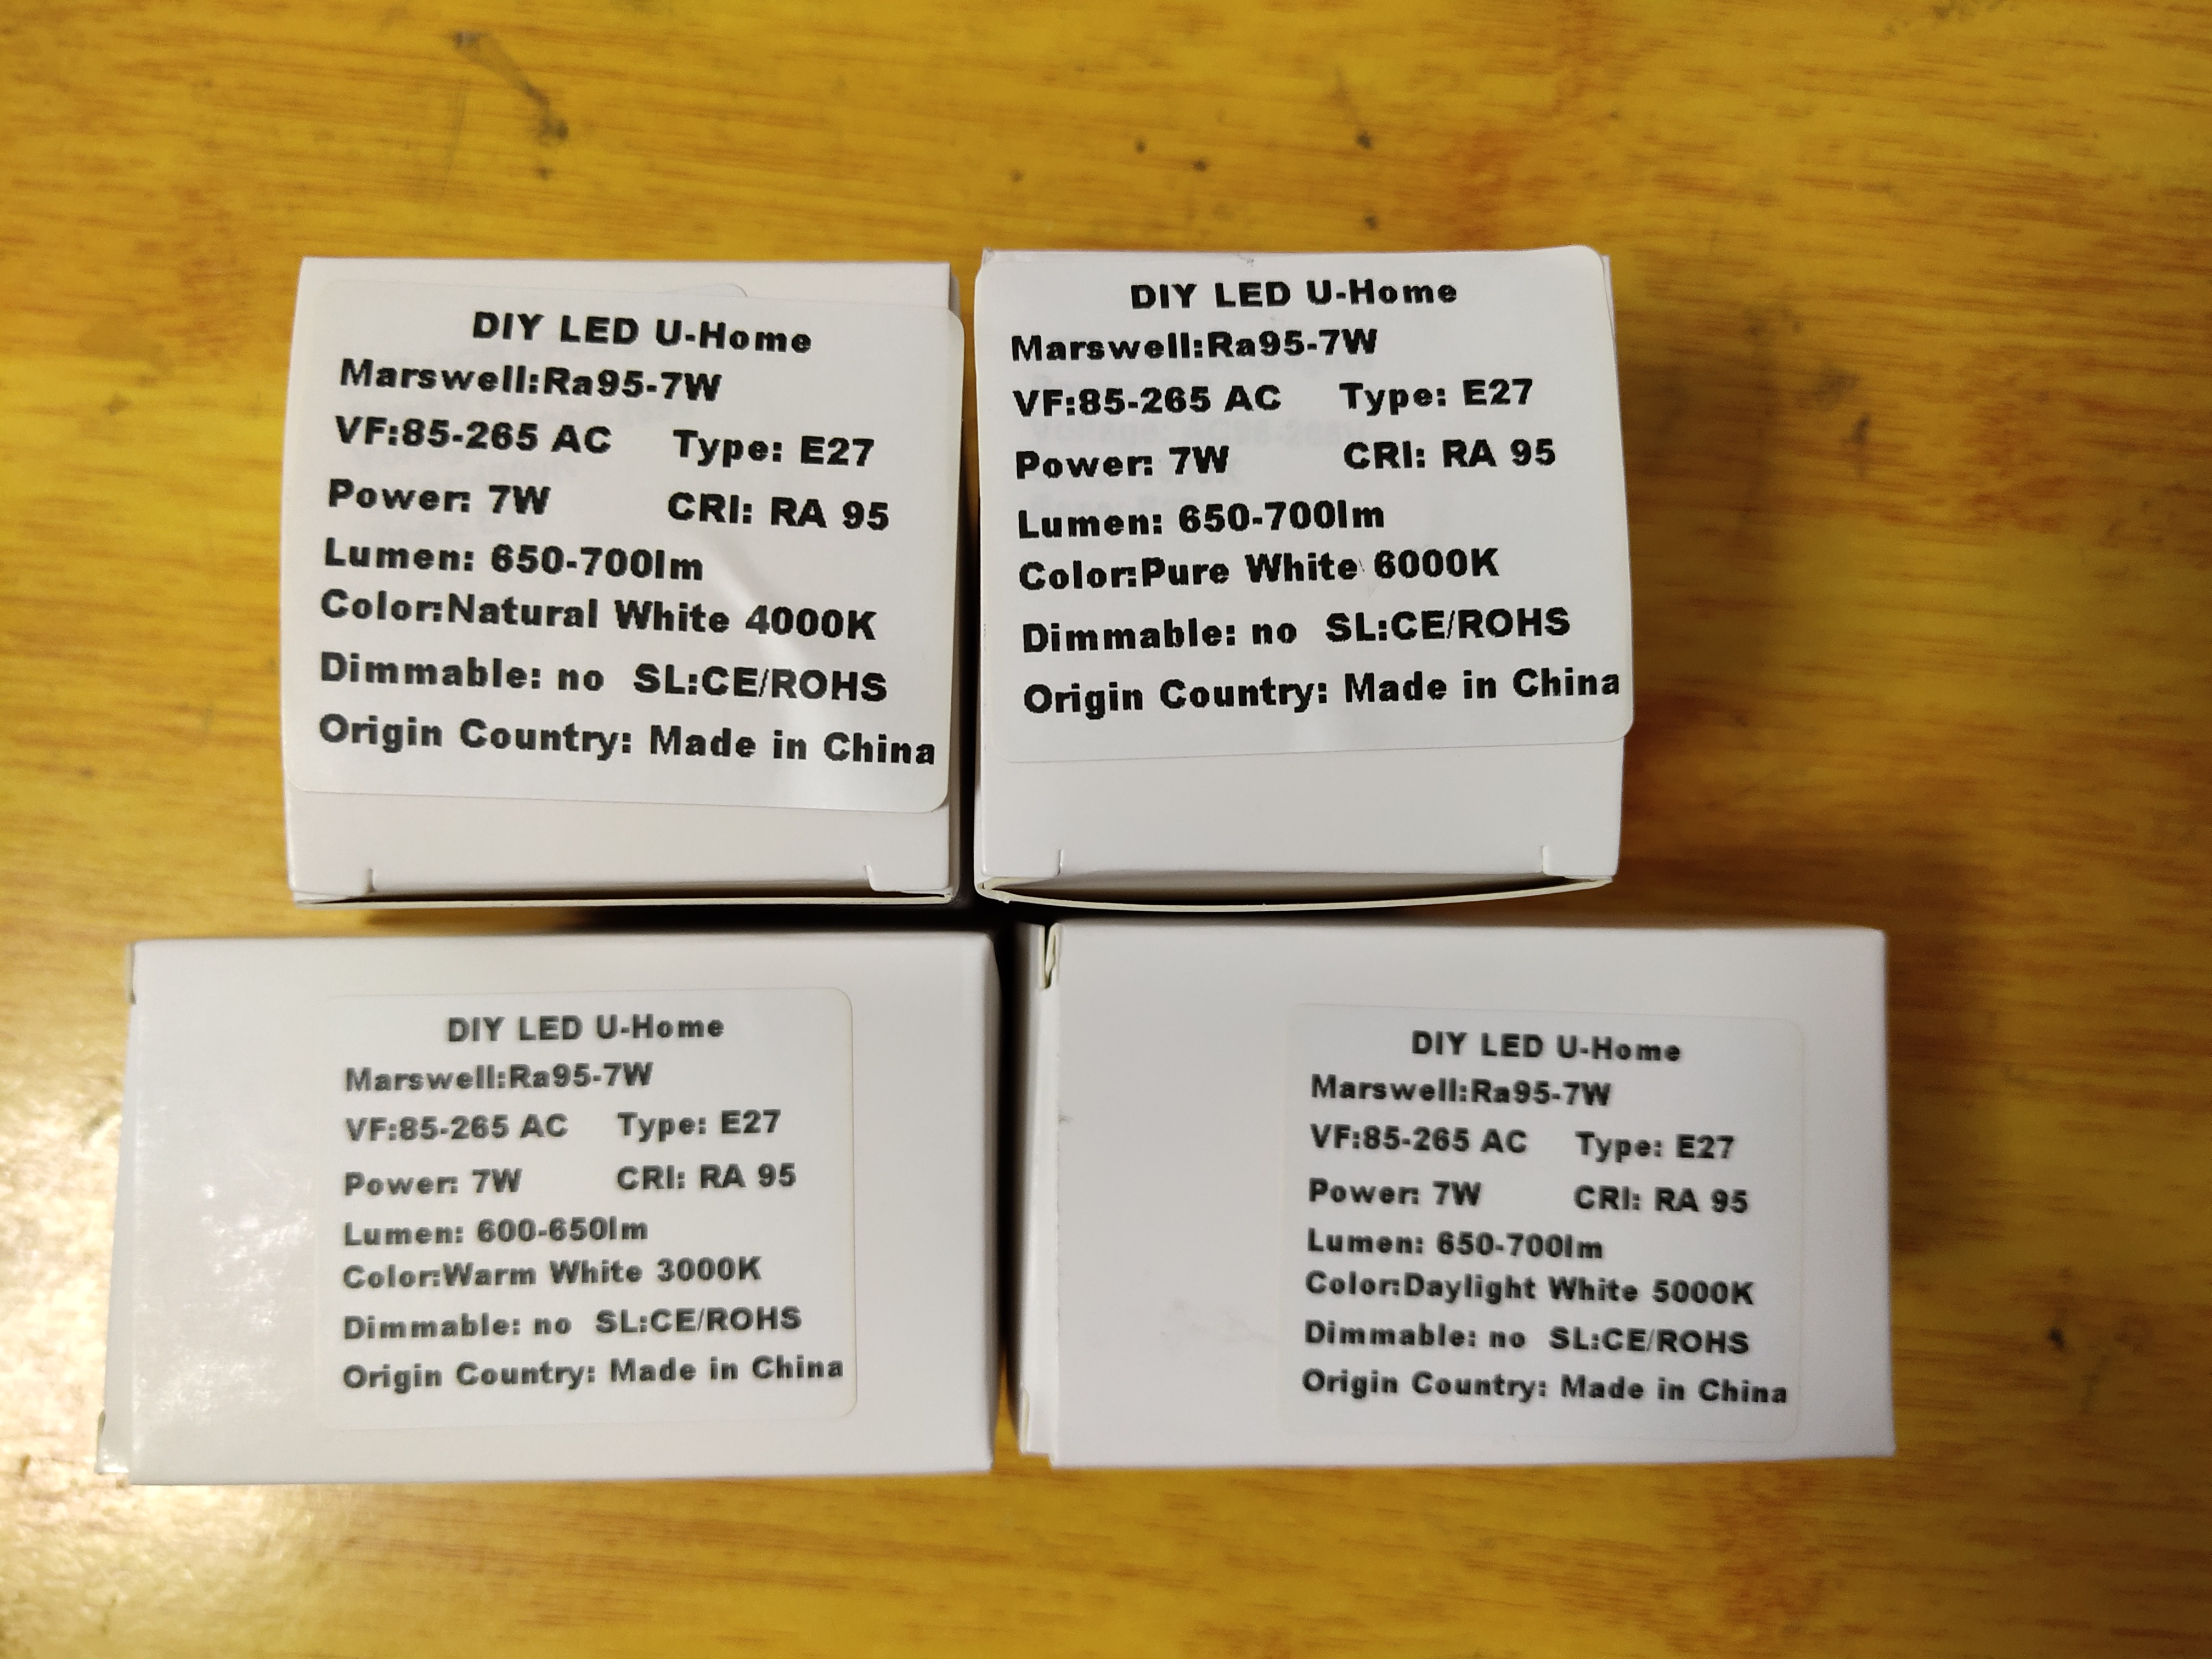 DIY LED U-Home
Marswell:Ra95-7W
VF:85-265 AC Type: E27
Power: 7W CRI: RA 95
Lumen: 650-700lm
Color:Natural White 4000K
Dimmable: no SL:CE/ROHS
Origin Country: Made in China
DIY LED U-Home
Marswell:Ra95-7W
VF:85-265 AC Type: E27
Power: 7W CRI: RA 95
Lumen: 650-700lm
Color:Pure White 6000K
Dimmable: no SL:CE/ROHS
Origin Country: Made in China
DIY LED U-Home
Marswell:Ra95-7W
VF:85-265 AC Type: E27
Power: 7W CRI: RA 95
Lumen: 600-650lm
Color:Warm White 3000K
Dimmable: no SL:CE/ROHS
Origin Country: Made in China
DIY LED U-Home
Marswell:Ra95-7W
VF:85-265 AC Type: E27
Power: 7W CRI: RA 95
Lumen: 650-700lm
Color:Daylight White 5000K
Dimmable: no SL:CE/ROHS
Origin Country: Made in China